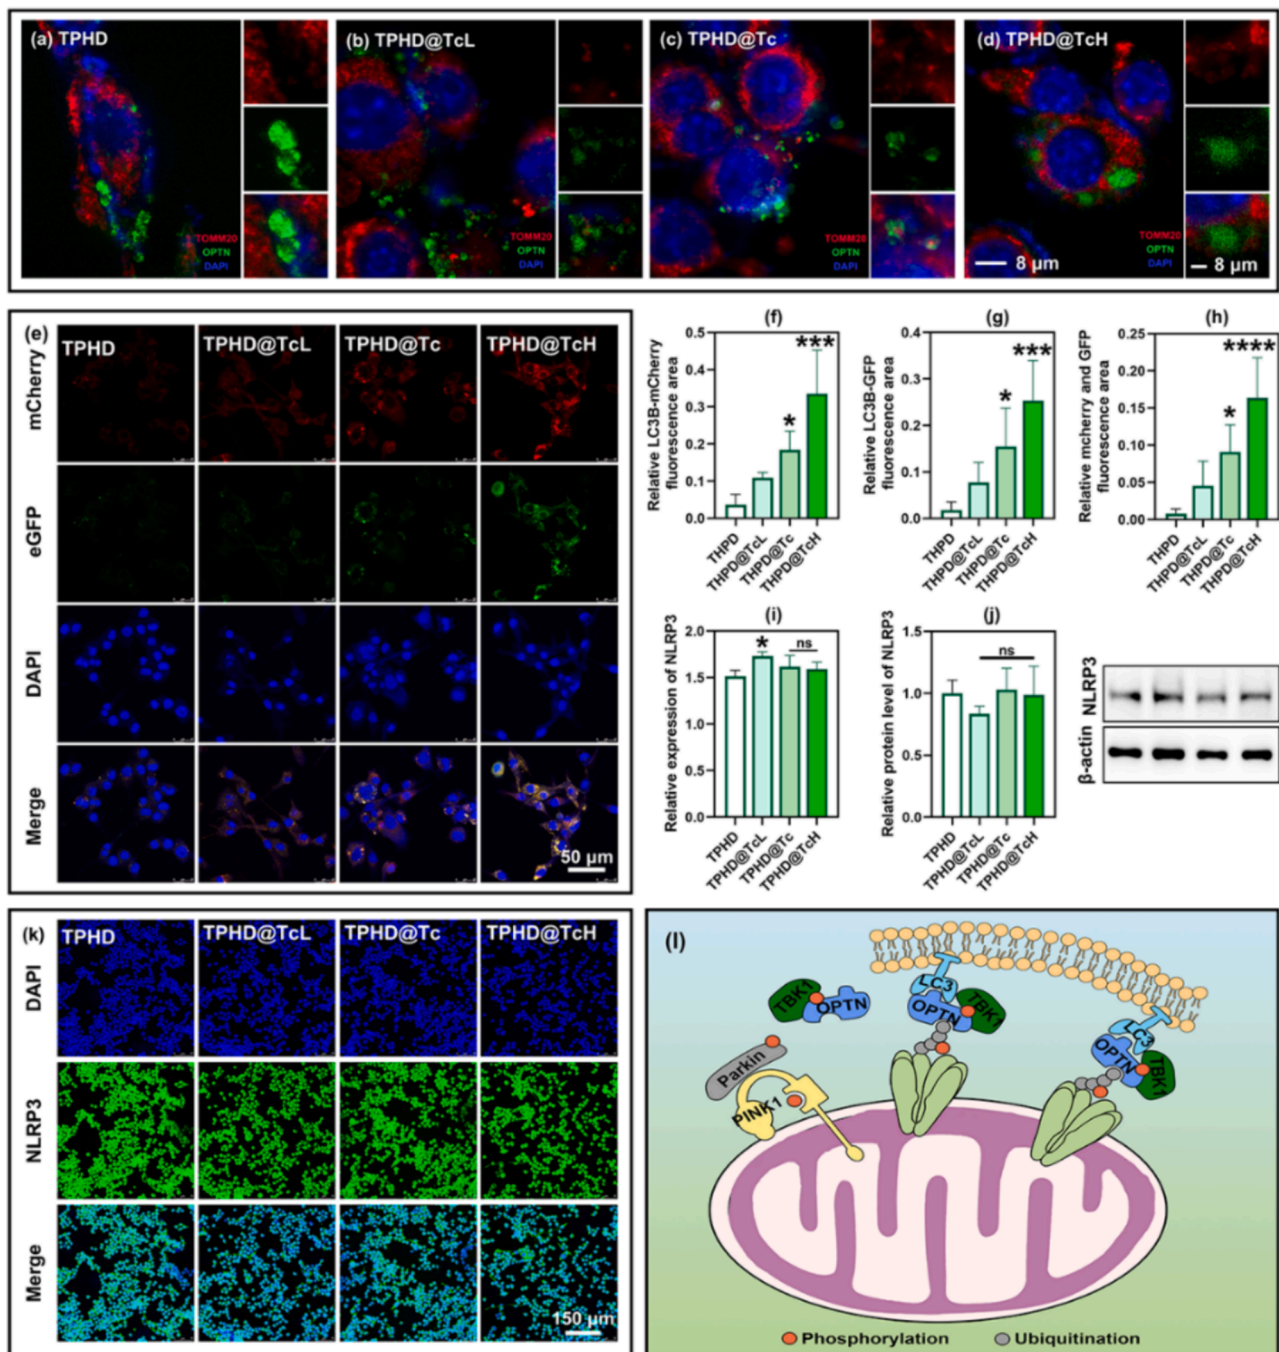 (a) TPHD
(b) TPHD@TcL
(c) TPHD@Tc
(d) TPHD@TcH
TOMM20
OPTN
DAPI
TOMM20
OPTN
DAPI
TOMM20
OPTN
DAPI
TOMM20
OPTN
DAPI
8 µm
8 µm
(e)
TPHD
TPHD@TcL
TPHD@Tc
TPHD@TcH
mCherry
eGFP
DAPI
Merge
50 µm
(f)
Relative LC3B-mCherry
fluorescence area
0.5
0.4
0.3
0.2
0.1
0.0
*
***
THPD
THPD@TcL
THPD@Tc
THPD@TcH
(g)
Relative LC3B-GFP
fluorescence area
0.4
0.3
0.2
0.1
0.0
*
***
THPD
THPD@TcL
THPD@Tc
THPD@TcH
(h)
Relative mcherry and GFP
fluorescence area
0.25
0.20
0.15
0.10
0.05
0.00
*
****
THPD
THPD@TcL
THPD@Tc
THPD@TcH
(i)
Relative expression of NLRP3
2.0
1.5
1.0
0.5
0.0
*
ns
TPHD
TPHD@TcL
TPHD@Tc
TPHD@TcH
(j)
Relative protein level of NLRP3
1.5
1.0
0.5
0.0
ns
TPHD
TPHD@TcL
TPHD@Tc
TPHD@TcH
NLRP3
β-actin
(k)
TPHD
TPHD@TcL
TPHD@Tc
TPHD@TcH
DAPI
NLRP3
Merge
150 µm
(l)
TBK1
OPTN
LC3
OPTN
TBK1
LC3
OPTN
TBK1
Parkin
PINK1
Phosphorylation
Ubiquitination